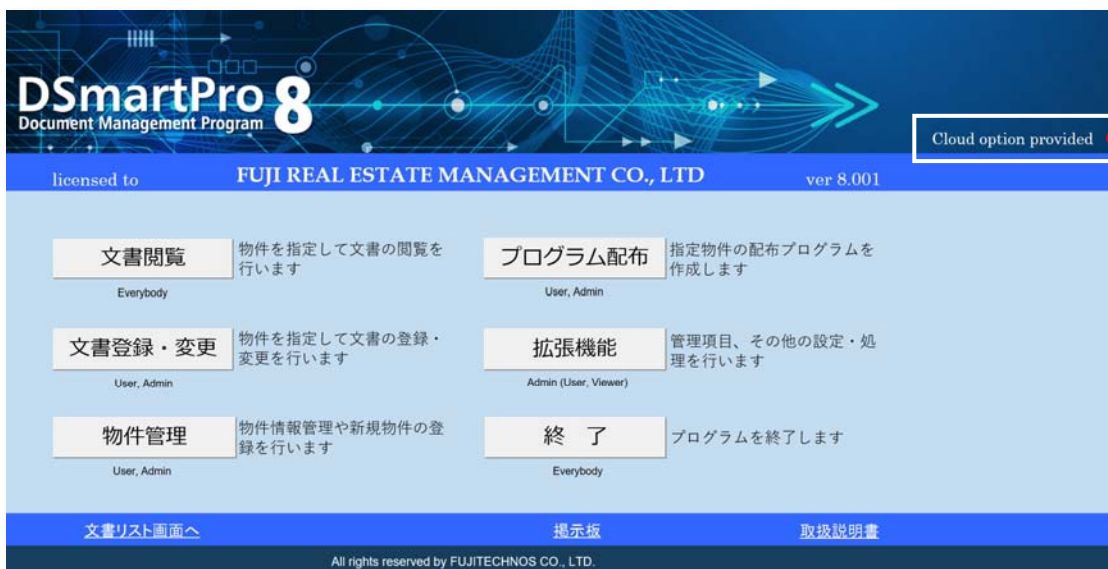 DSmartPro 8
Document Management Program
Cloud option provided
licensed to FUJI REAL ESTATE MANAGEMENT CO., LTD ver 8.001
文書閲覧
物件を指定して文書の閲覧を
行います
Everybody
プログラム配布
指定物件の配布プログラムを
作成します
User, Admin
文書登録・変更
物件を指定して文書の登録・
変更を行います
User, Admin
拡張機能
管理項目、その他の設定・処
理を行います
Admin (User, Viewer)
物件管理
物件情報管理や新規物件の登
録を行います
User, Admin
終 了
プログラムを終了します
Everybody
文書リスト画面へ 掲示板 取扱説明書
All rights reserved by FUJITECHNOS CO., LTD.